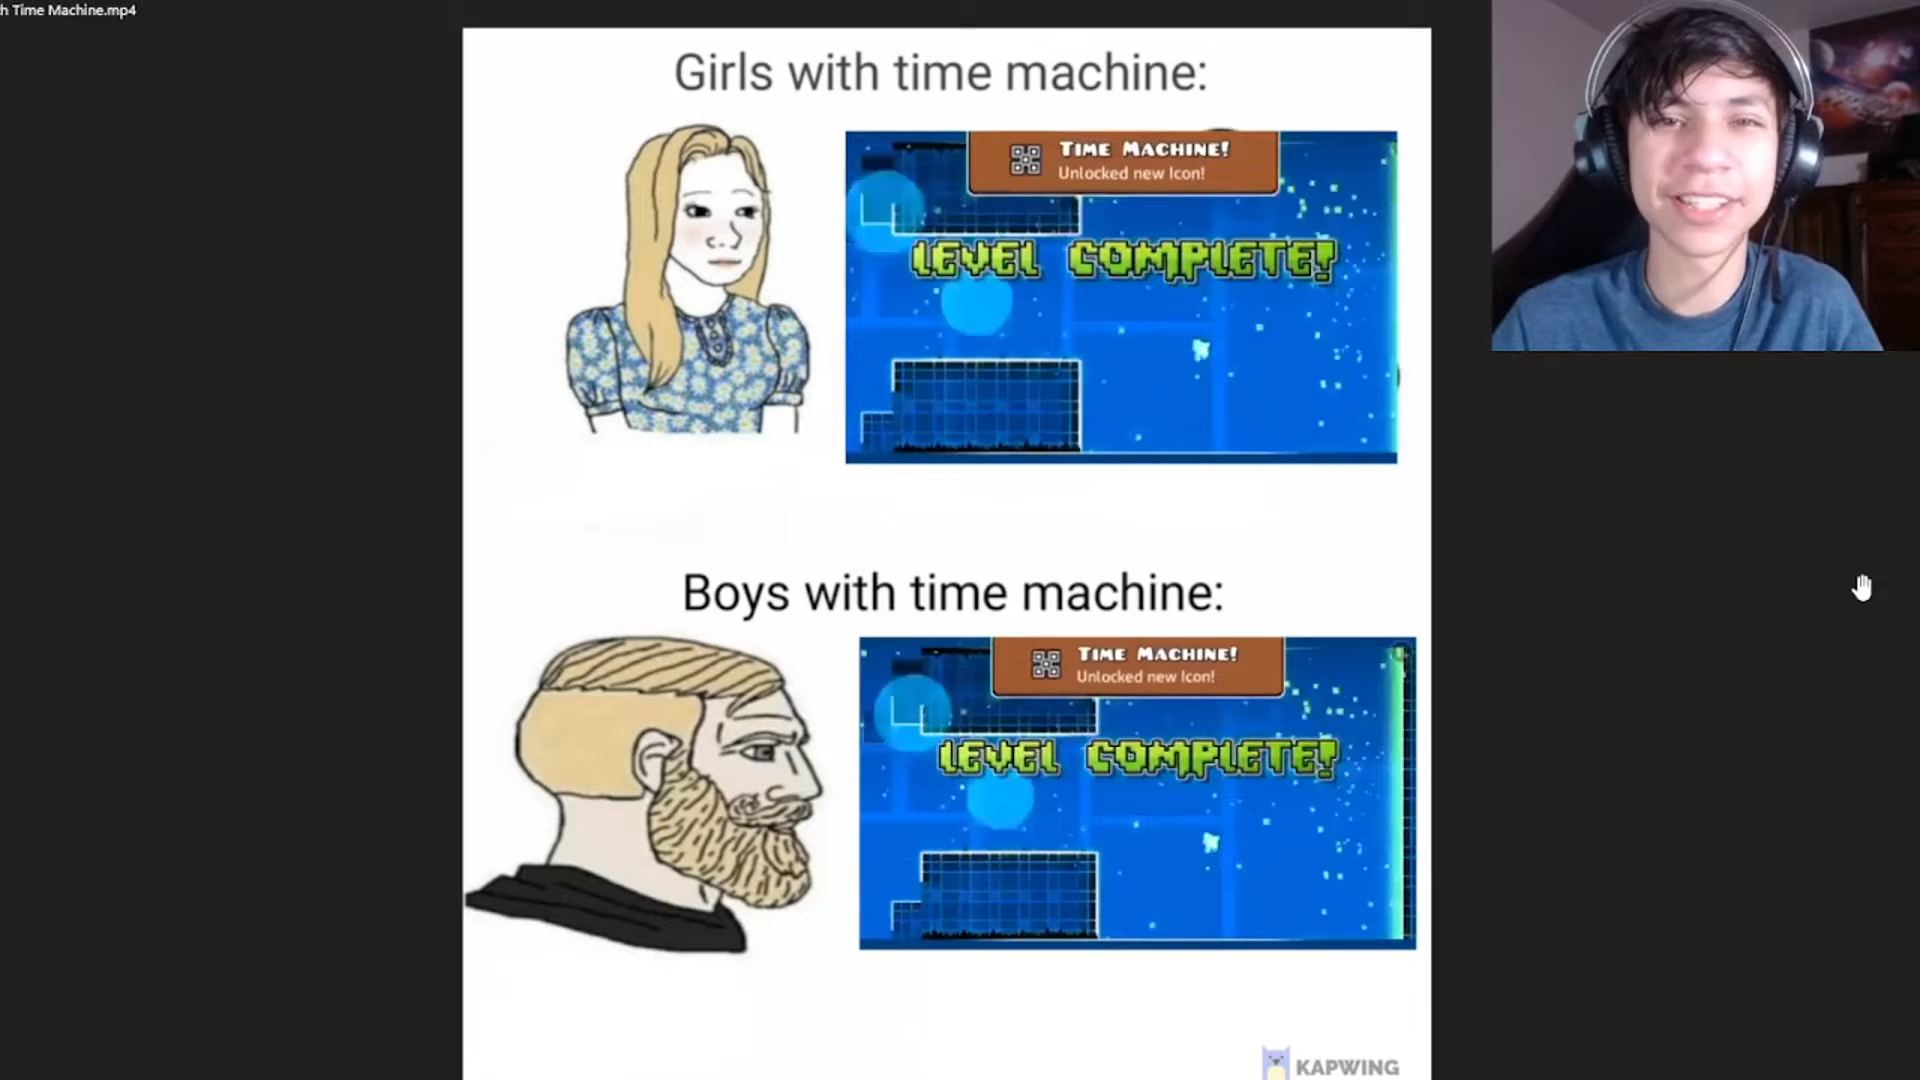 h Time Machine.mp4
Girls with time machine:
TIME MACHINE!
Unlocked new Icon!
LEVEL COMPLETE!
Boys with time machine:
TIME MACHINE!
Unlocked new Icon!
LEVEL COMPLETE!
KAPWING